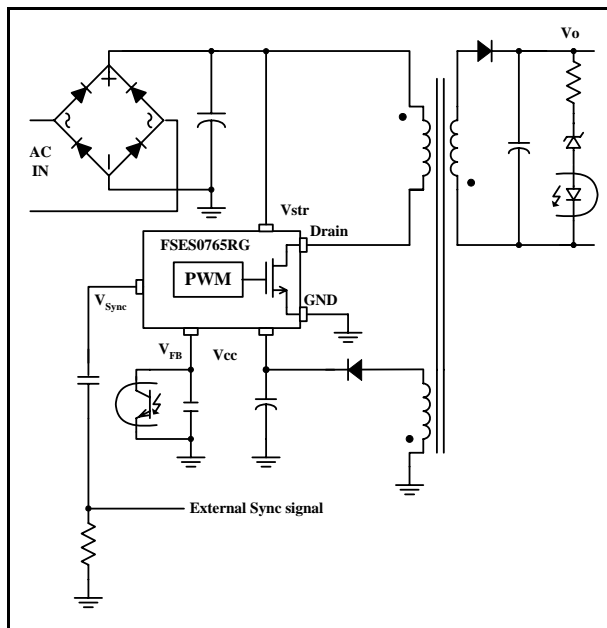 Vo
AC
IN
Vstr
FSES0765RG
Drain
PWM
GND
VSync
VFB
Vcc
External Sync signal